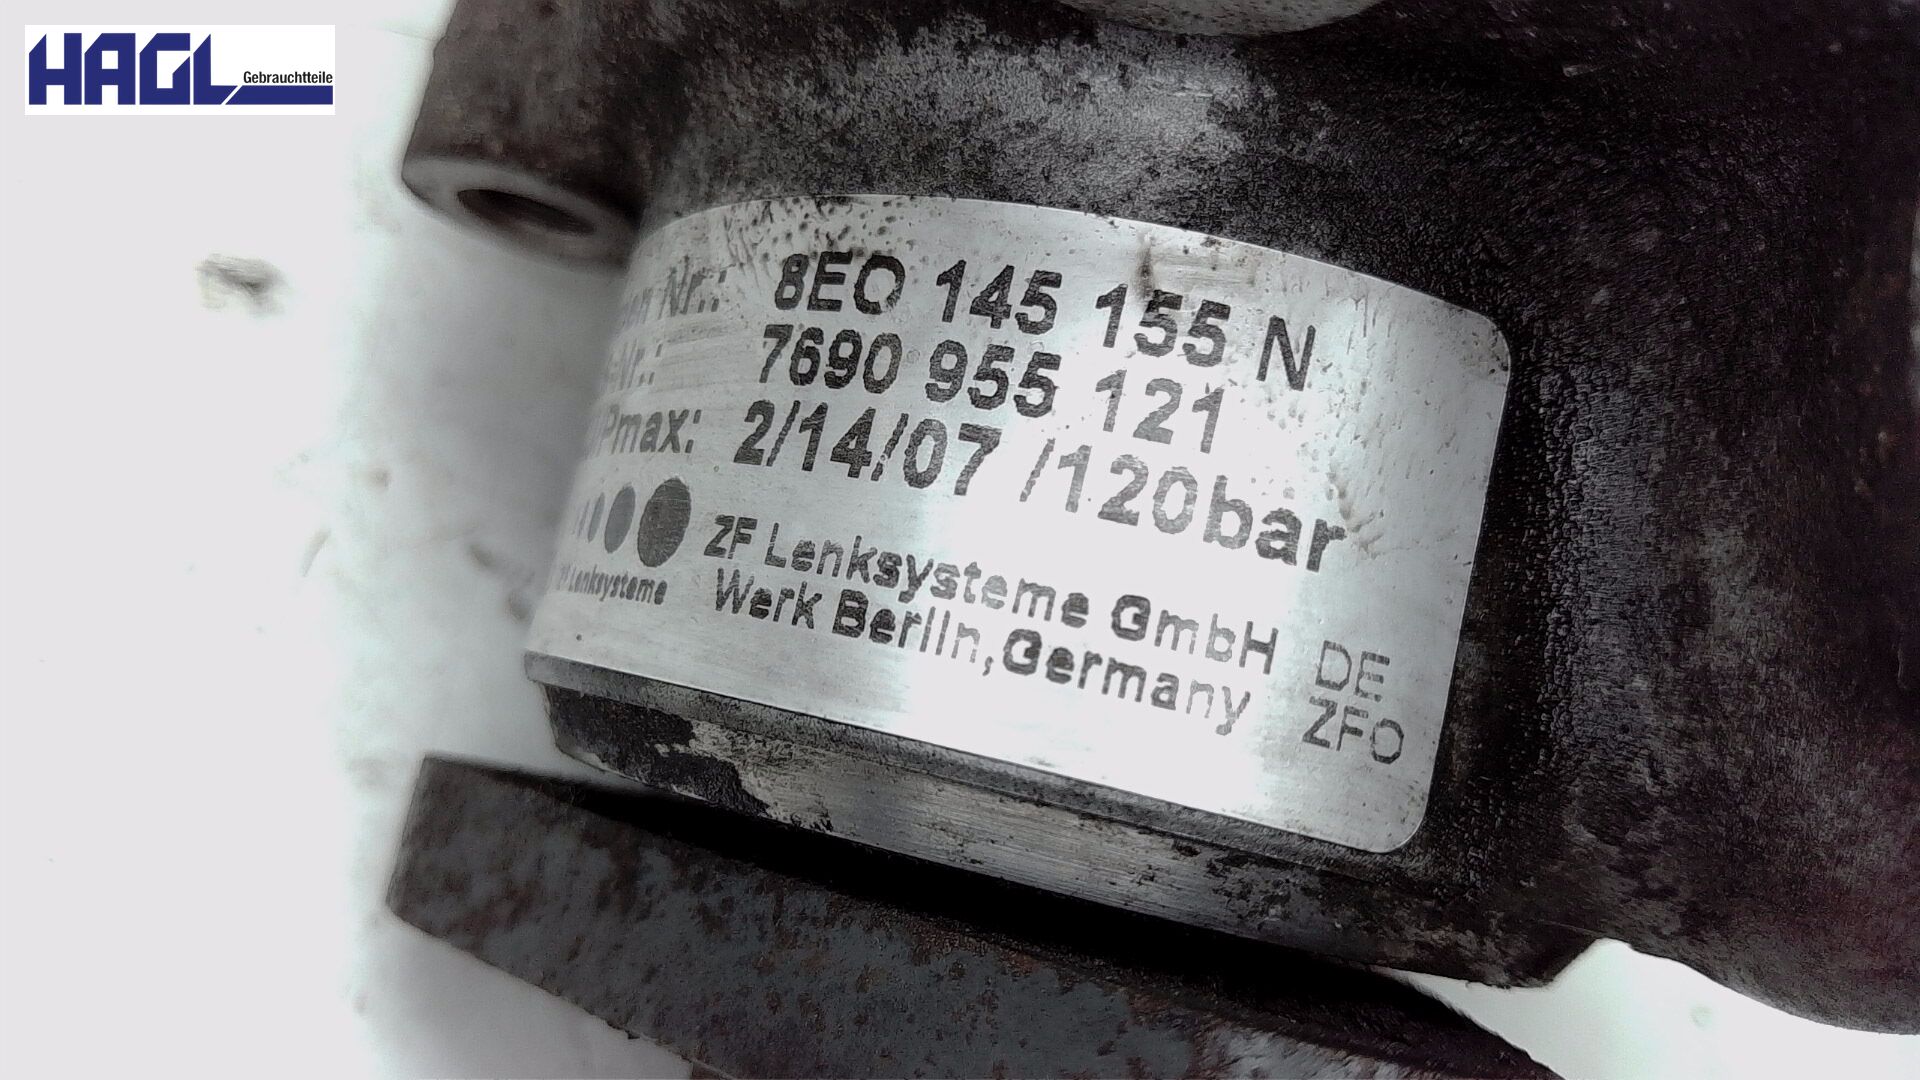 HAGL Gebrauchtteile
Nr.: 8E0 145 155 N
7690 955 121
Pmax: 2/14/07 /120bar
ZF Lenksysteme GmbH DE
Lenksysteme Werk Berlin, Germany ZFO